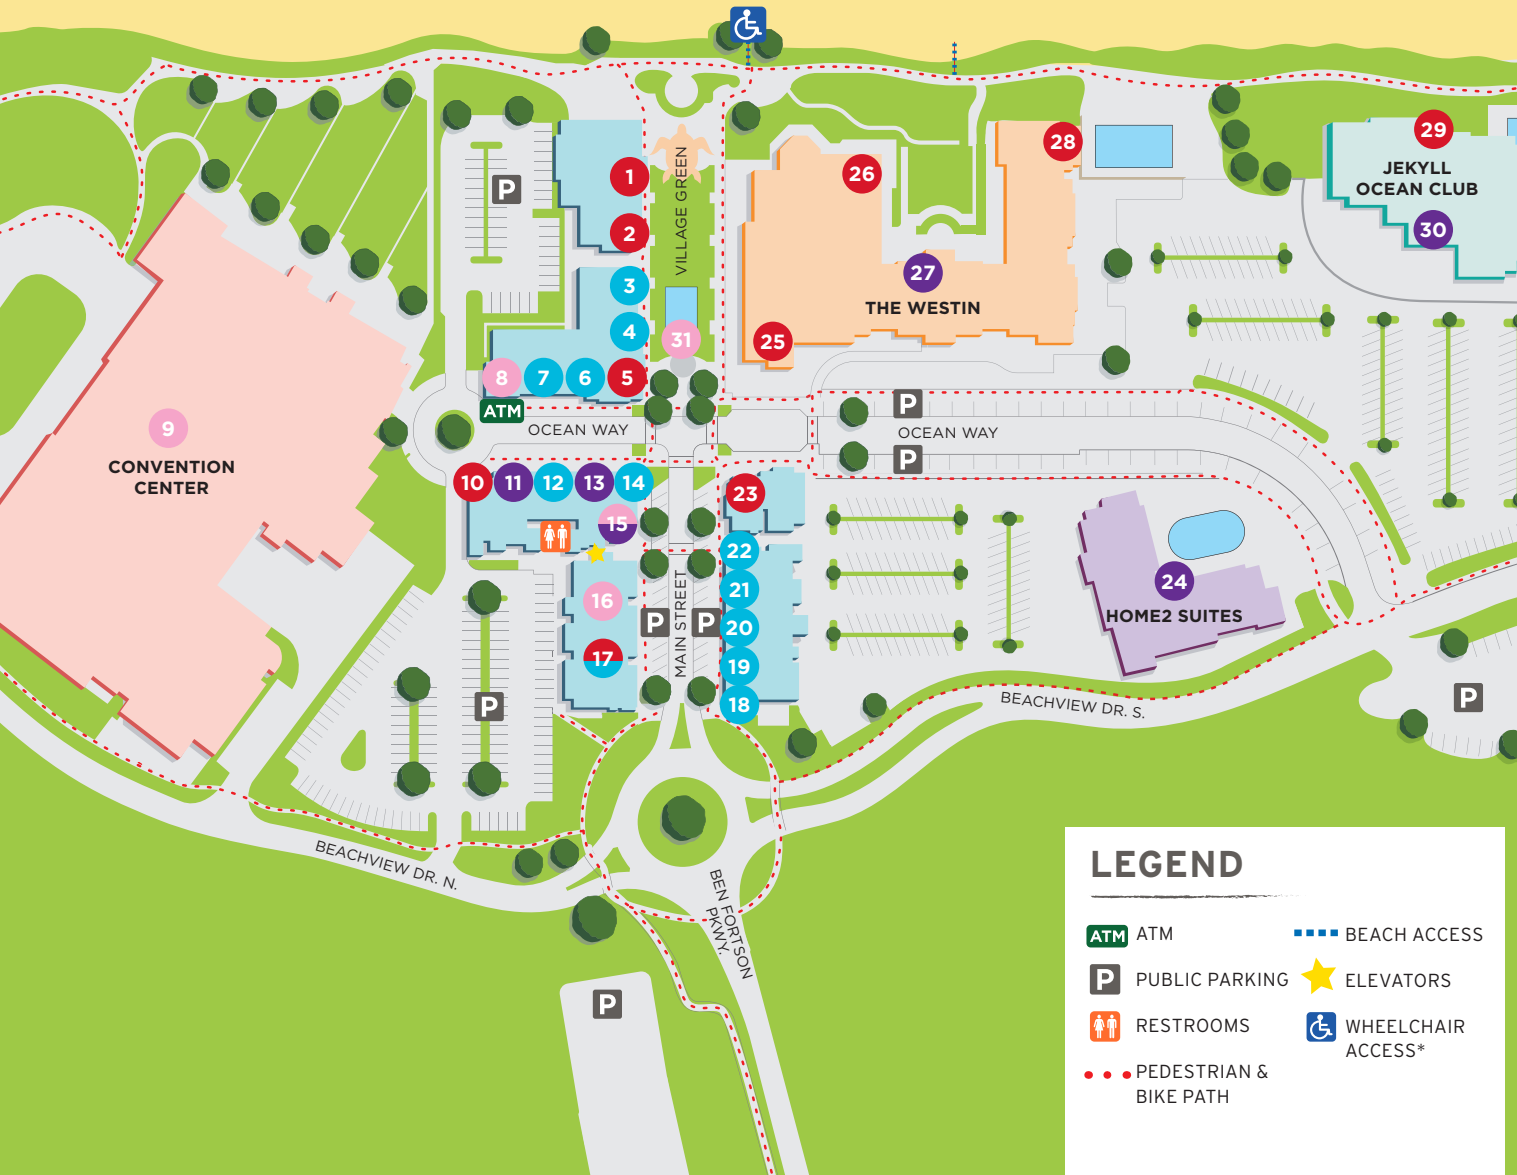 1
2
3
4
5
6
7
8
ATM
P
VILLAGE GREEN
31
26
27
THE WESTIN
25
28
29
JEKYLL
OCEAN CLUB
30
9
CONVENTION
CENTER
OCEAN WAY
P
OCEAN WAY
P
10
11
12
13
14
15
16
17
P
MAIN STREET
P
23
22
21
20
19
18
24
HOME2 SUITES
P
P
BEACHVIEW DR. S.
BEACHVIEW DR. N.
BEN FORTSON
PKWY.
P
LEGEND
ATM ATM
P PUBLIC PARKING
RESTROOMS
PEDESTRIAN &
BIKE PATH
BEACH ACCESS
ELEVATORS
WHEELCHAIR
ACCESS*